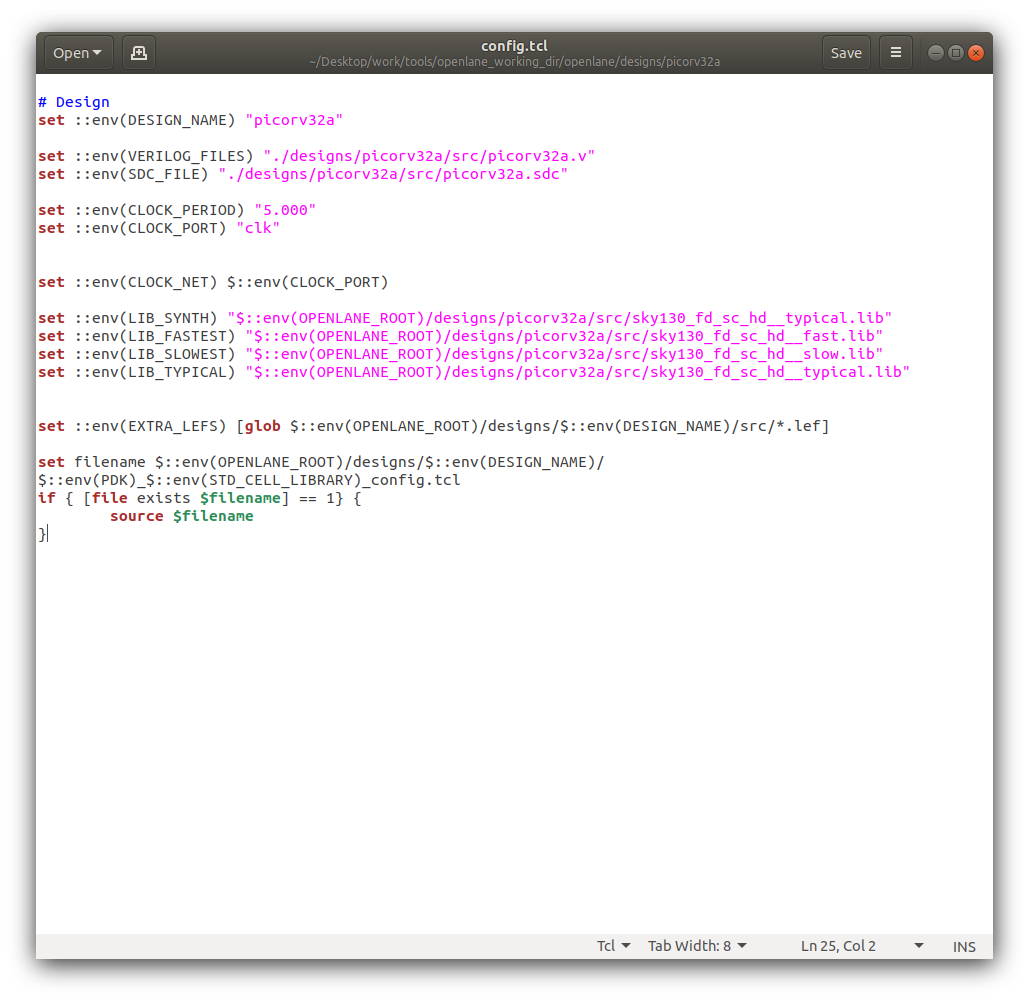 Open
config.tcl
~/Desktop/work/tools/openlane_working_dir/openlane/designs/picorv32a
Save
# Design
set ::env(DESIGN_NAME) "picorv32a"
set ::env(VERILOG_FILES) "./designs/picorv32a/src/picorv32a.v"
set ::env(SDC_FILE) "./designs/picorv32a/src/picorv32a.sdc"
set ::env(CLOCK_PERIOD) "5.000"
set ::env(CLOCK_PORT) "clk"
set ::env(CLOCK_NET) $::env(CLOCK_PORT)
set ::env(LIB_SYNTH) "$::env(OPENLANE_ROOT)/designs/picorv32a/src/sky130_fd_sc_hd__typical.lib"
set ::env(LIB_FASTEST) "$::env(OPENLANE_ROOT)/designs/picorv32a/src/sky130_fd_sc_hd__fast.lib"
set ::env(LIB_SLOWEST) "$::env(OPENLANE_ROOT)/designs/picorv32a/src/sky130_fd_sc_hd__slow.lib"
set ::env(LIB_TYPICAL) "$::env(OPENLANE_ROOT)/designs/picorv32a/src/sky130_fd_sc_hd__typical.lib"
set ::env(EXTRA_LEFS) [glob $::env(OPENLANE_ROOT)/designs/$::env(DESIGN_NAME)/src/*.lef]
set filename $::env(OPENLANE_ROOT)/designs/$::env(DESIGN_NAME)/
$::env(PDK)_$::env(STD_CELL_LIBRARY)_config.tcl
if { [file exists $filename] == 1} {
        source $filename
}
Tcl Tab Width: 8 Ln 25, Col 2 INS